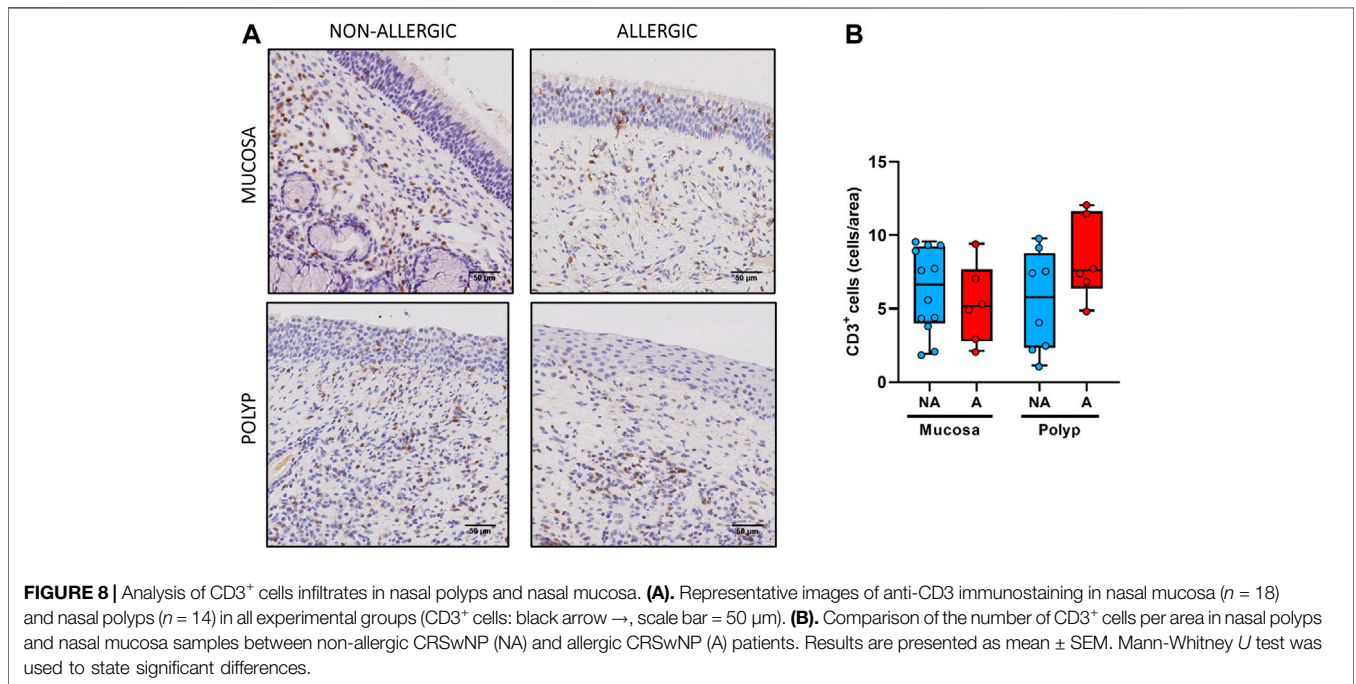 A
NON-ALLERGIC
ALLERGIC
MUCOSA
50 µm
50 µm
POLYP
50 µm
50 µm
B
CD3⁺ cells (cells/area)
15
10
5
0
NA
A
NA
A
Mucosa
Polyp
FIGURE 8 | Analysis of CD3⁺ cells infiltrates in nasal polyps and nasal mucosa. (A). Representative images of anti-CD3 immunostaining in nasal mucosa (n = 18)
and nasal polyps (n = 14) in all experimental groups (CD3⁺ cells: black arrow →, scale bar = 50 µm). (B). Comparison of the number of CD3⁺ cells per area in nasal polyps
and nasal mucosa samples between non-allergic CRSwNP (NA) and allergic CRSwNP (A) patients. Results are presented as mean ± SEM. Mann-Whitney U test was
used to state significant differences.